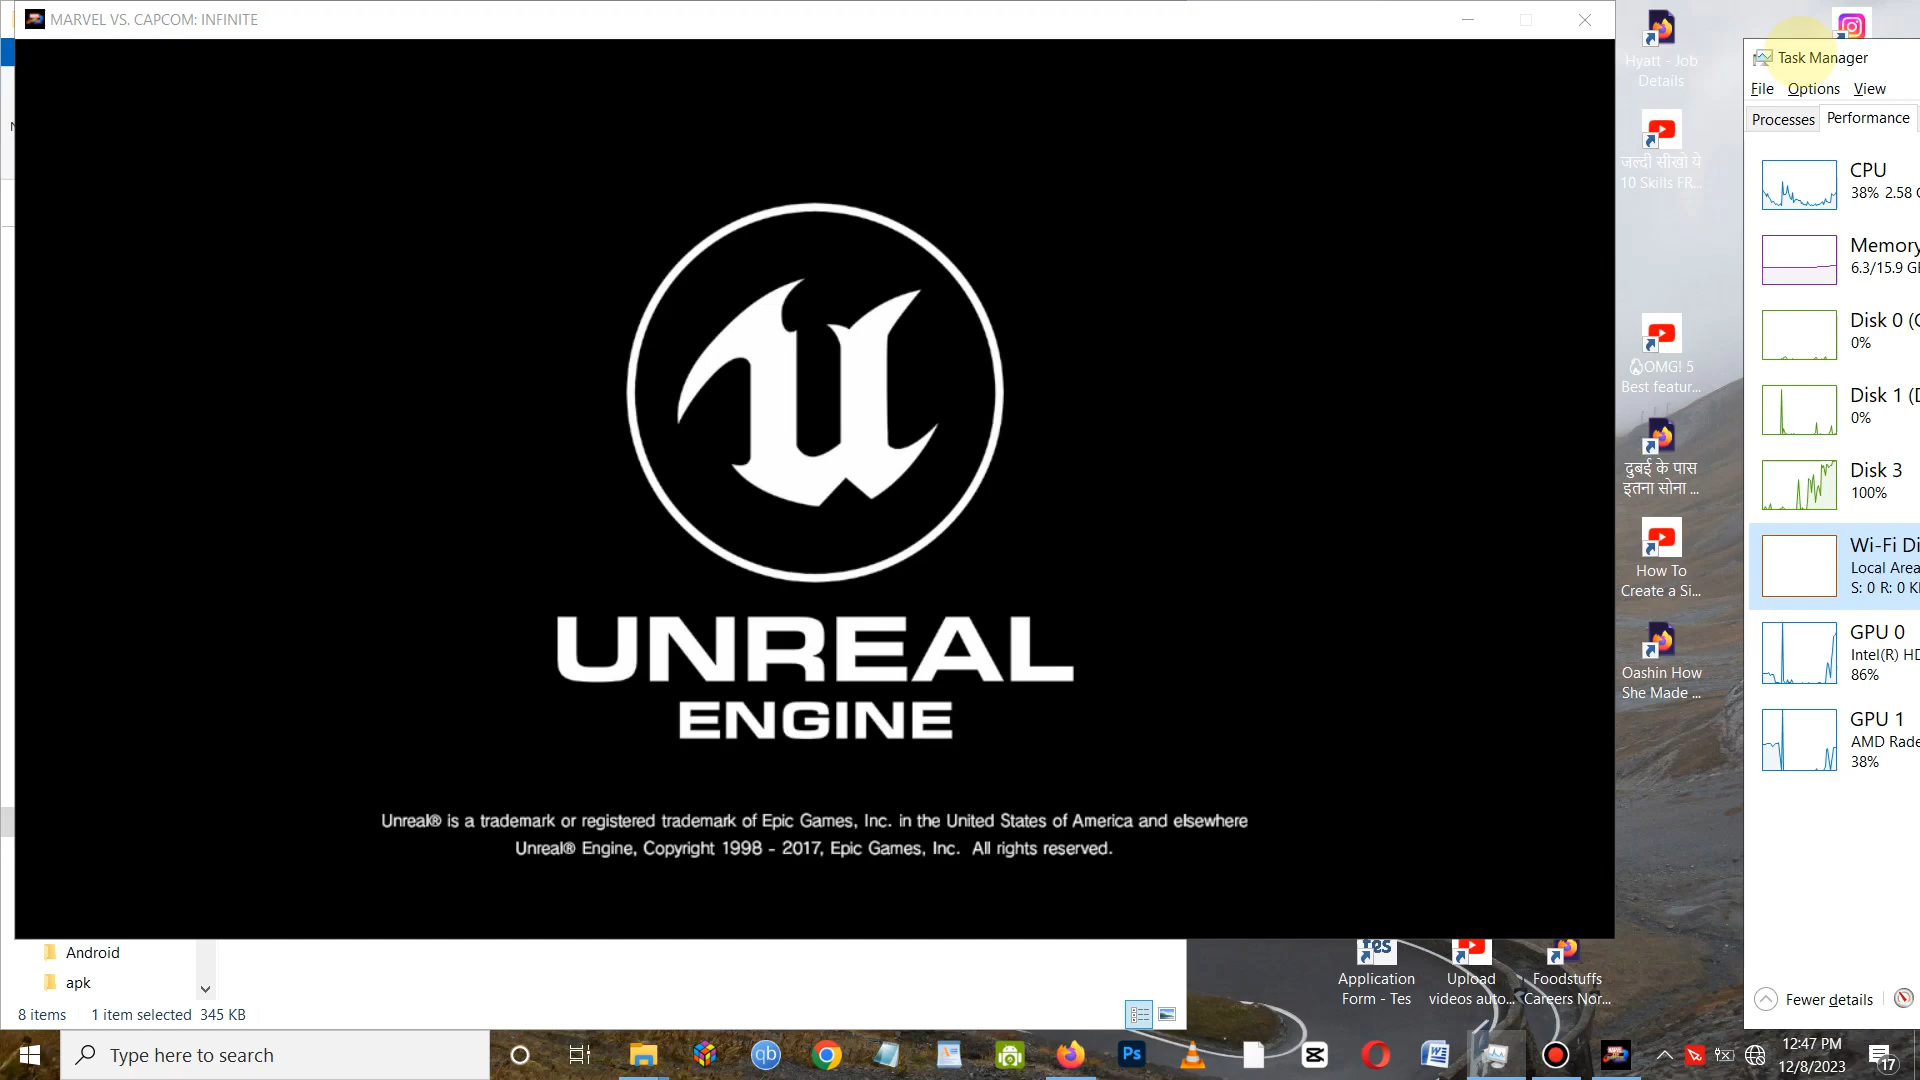 MARVEL VS. CAPCOM: INFINITE
UNREAL
ENGINE
Unreal® is a trademark or registered trademark of Epic Games, Inc. in the United States of America and elsewhere
Unreal® Engine, Copyright 1998 - 2017, Epic Games, Inc. All rights reserved.
Hyatt - Job
Details
जल्दी सीखो ये
10 Skills FR...
OMG! 5
Best featur...
दुबई के पास
इतना सोना ...
How To
Create a Si...
Oashin How
She Made ...
Task Manager
File Options View
Processes Performance
CPU
38% 2.58
Memory
6.3/15.9
Disk 0
0%
Disk 1
0%
Disk 3
100%
Wi-Fi
Local Area
S: 0 R: 0
GPU 0
Intel(R) HD
86%
GPU 1
AMD
38%
Fewer details
Android
apk
8 items 1 item selected 345 KB
Application
Form - Tes
Upload
videos auto...
Foodstuffs
Careers Nor...
Type here to search
qb
Ps
12:47 PM
12/8/2023
17